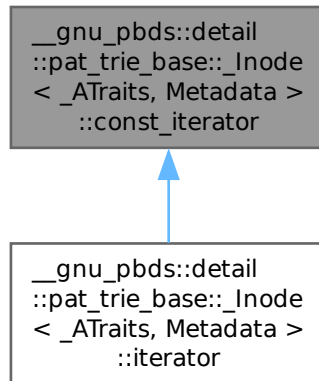 __gnu_pbds::detail
::pat_trie_base::_Inode
< _ATraits, Metadata >
::const_iterator
__gnu_pbds::detail
::pat_trie_base::_Inode
< _ATraits, Metadata >
::iterator